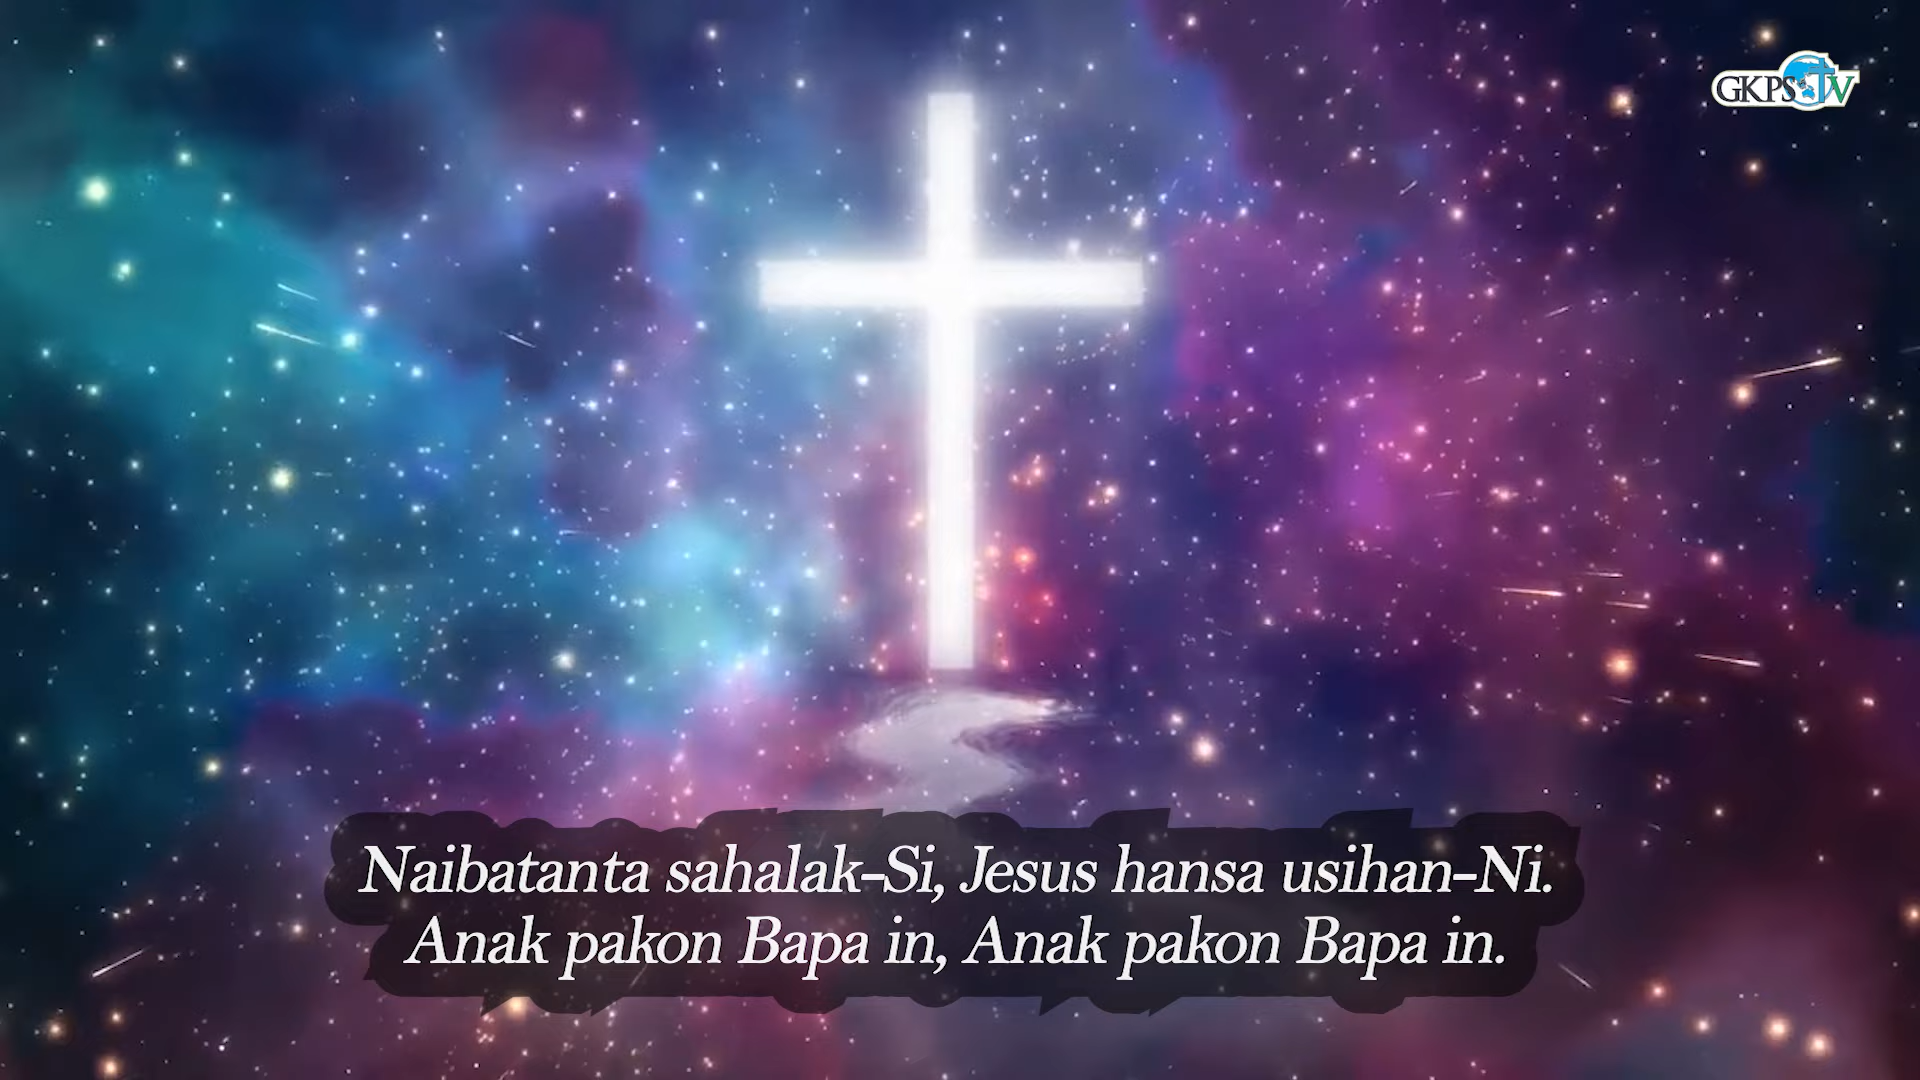 GKPS TV
Naibatanta sahalak-Si, Jesus hansa usihan-Ni.
Anak pakon Bapa in, Anak pakon Bapa in.